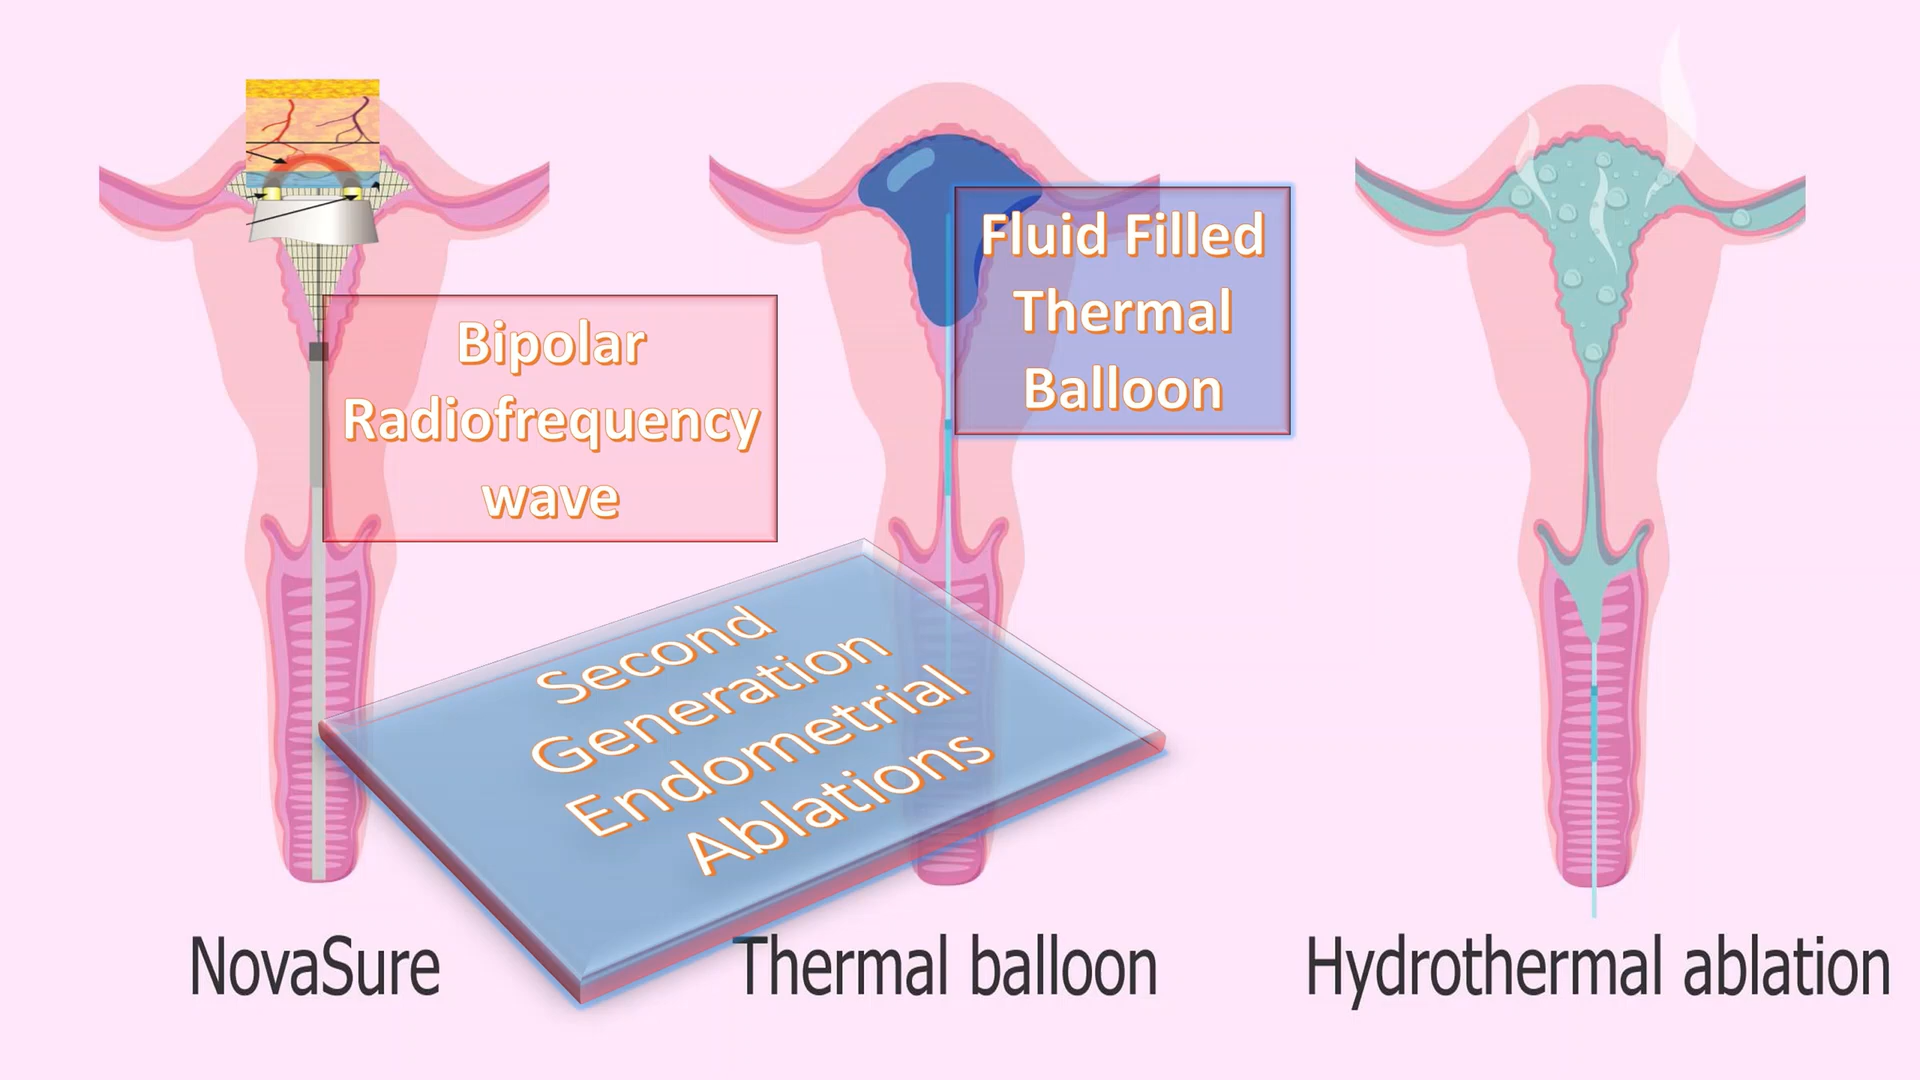 Bipolar
Radiofrequency
wave
Fluid Filled
Thermal
Balloon
Second
Generation
Endometrial
Ablations
NovaSure
Thermal balloon
Hydrothermal ablation